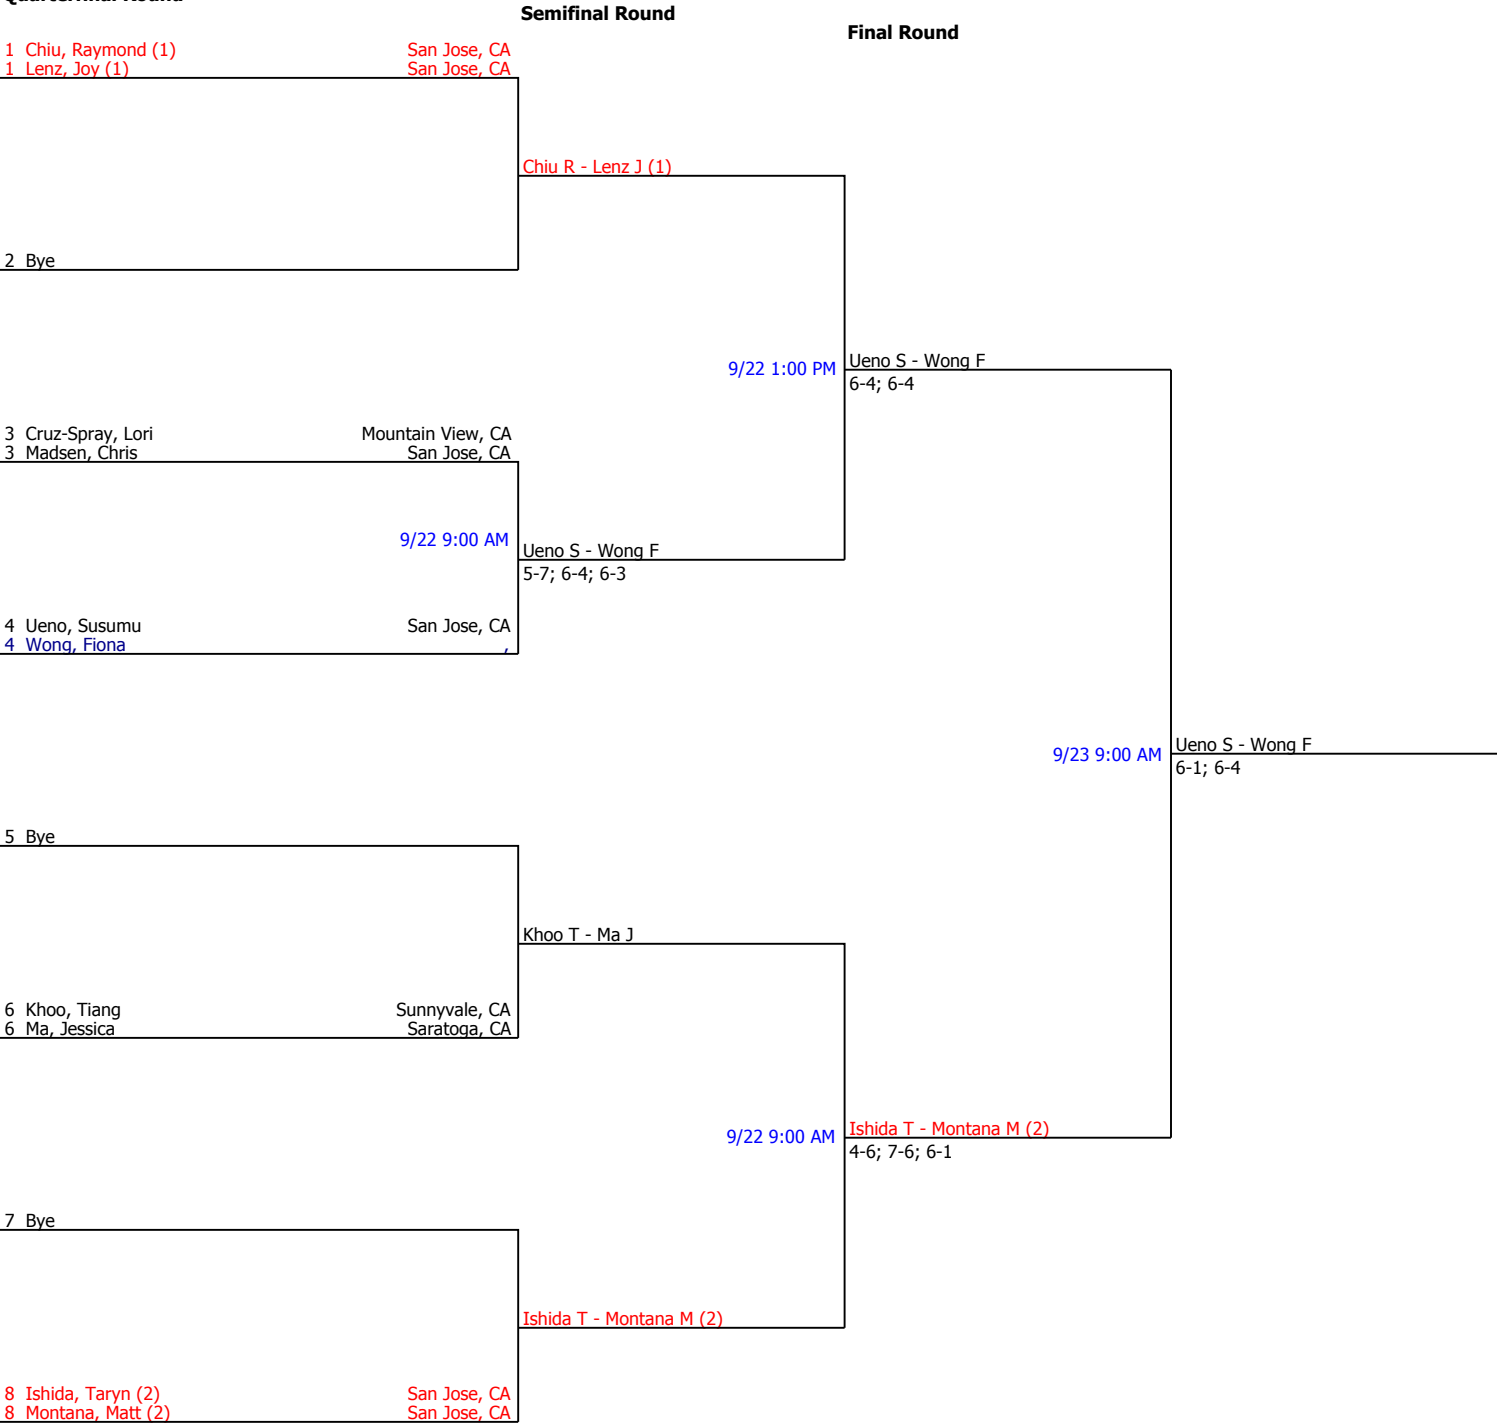 Quarterfinal Round
Semifinal Round
Final Round
1 Chiu, Raymond (1) San Jose, CA
1 Lenz, Joy (1) San Jose, CA
Chiu R - Lenz J (1)
2 Bye
9/22 1:00 PM Ueno S - Wong F
6-4; 6-4
3 Cruz-Spray, Lori Mountain View, CA
3 Madsen, Chris San Jose, CA
9/22 9:00 AM Ueno S - Wong F
5-7; 6-4; 6-3
4 Ueno, Susumu San Jose, CA
4 Wong, Fiona ,
9/23 9:00 AM Ueno S - Wong F
6-1; 6-4
5 Bye
Khoo T - Ma J
6 Khoo, Tiang Sunnyvale, CA
6 Ma, Jessica Saratoga, CA
9/22 9:00 AM Ishida T - Montana M (2)
4-6; 7-6; 6-1
7 Bye
Ishida T - Montana M (2)
8 Ishida, Taryn (2) San Jose, CA
8 Montana, Matt (2) San Jose, CA